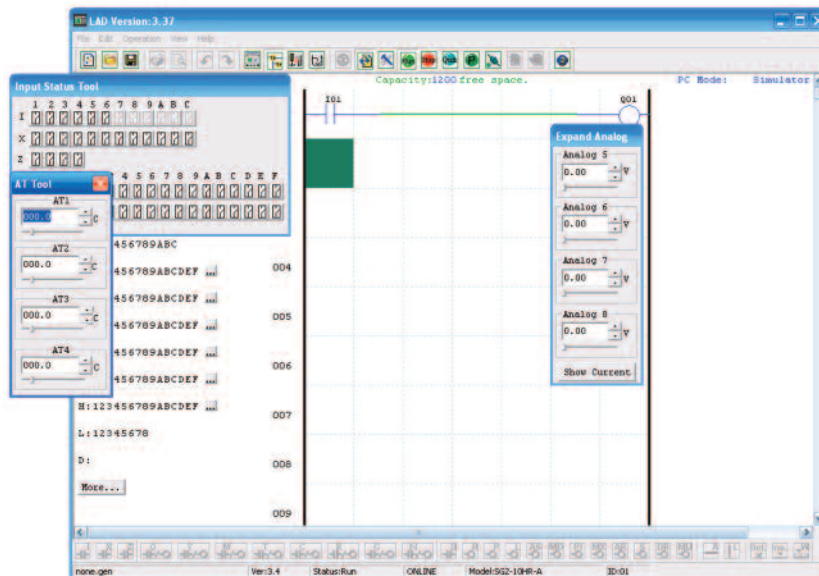 LAD Version:3.37
File Edit Operation View Help
Capacity:1200 free space.
PC Mode: Simulator
Input Status Tool
1 2 3 4 5 6 7 8 9 A B C
I
X
Z
4 5 6 7 8 9 A B C D E F
AT Tool
AT1
000.0 C
AT2
000.0 C
AT3
000.0 C
AT4
000.0 C
I01
Q01
Expand Analog
Analog 5
0.00 V
Analog 6
0.00 V
Analog 7
0.00 V
Analog 8
0.00 V
Show Current
456789ABC
456789ABCDEF ...
456789ABCDEF ...
456789ABCDEF ...
456789ABCDEF ...
456789ABCDEF ...
H:123456789ABCDEF ...
L:12345678
D:
More...
004
005
006
007
008
009
none.gen Ver:3.4 Status:Run ONLINE Model:SG2-10HR-A ID:01